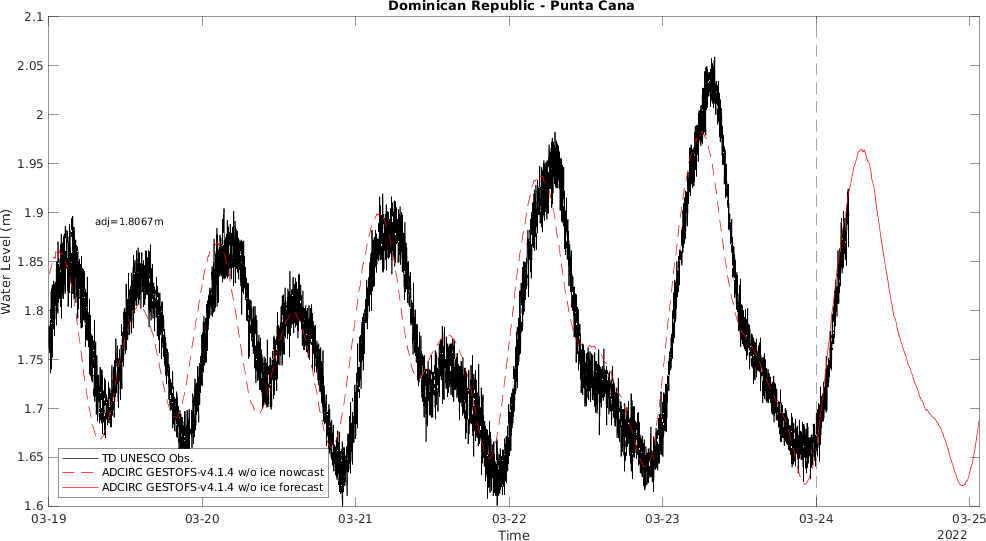 Dominican Republic - Punta Cana
Water Level (m)
2.1
2.05
2
1.95
1.9
1.85
1.8
1.75
1.7
1.65
1.6
adj=1.8067m
TD UNESCO Obs.
ADCIRC GESTOFS-v4.1.4 w/o ice nowcast
ADCIRC GESTOFS-v4.1.4 w/o ice forecast
03-19 03-20 03-21 03-22 03-23 03-24 03-25
Time
2022